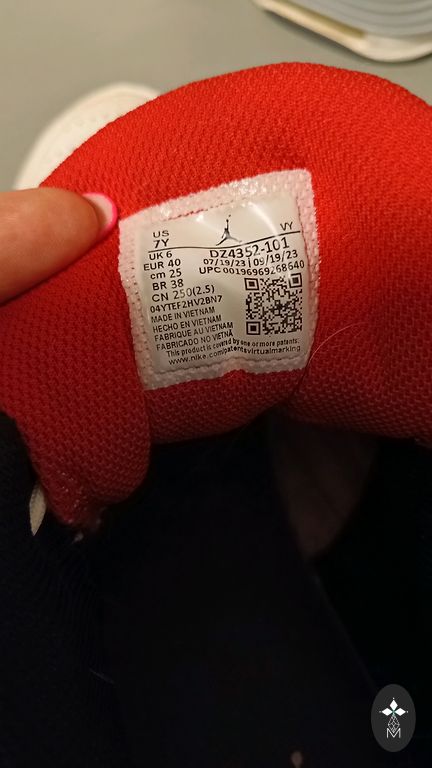 US VY
7Y
UK 6 DZ4352-101
EUR 40 07/19/23 | 09/19/23
cm 25 UPC 00196969268640
BR 38
CN 250(2.5)
04YTEF2HV2BN7
MADE IN VIETNAM
HECHO EN VIETNAM
FABRIQUE AU VIETNAM
FABRICADO NO VIETNÃ
This product is covered by one or more patents:
www.nike.com/patentsvirtualmarking
M